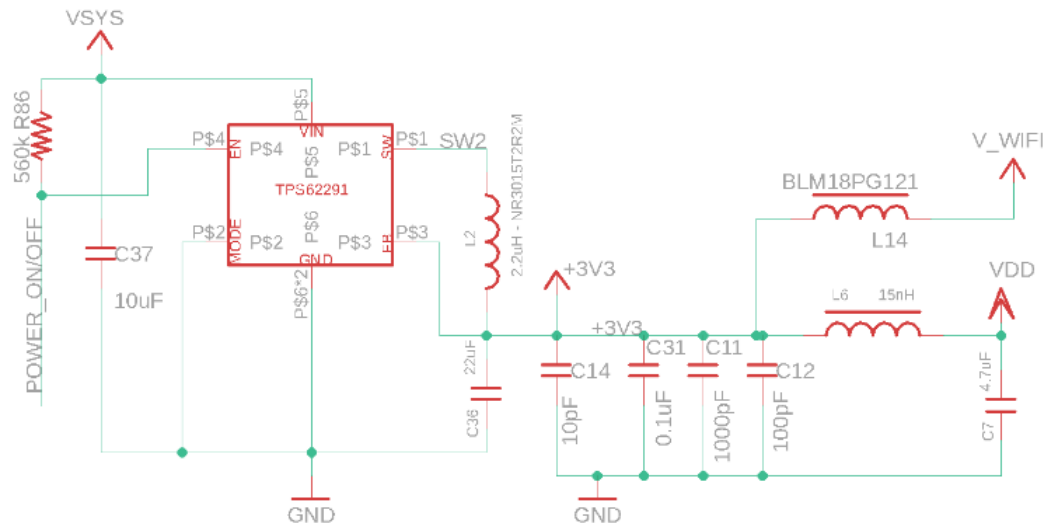 VSYS
560k R86
P$4
EN
P$4
P$5
VIN
P$5
P$1
SW
P$1
SW2
TPS62291
P$2
MODE
P$2
P$6
GND
P$6*2
P$3
FB
P$3
L2
2.2uH - NR3015T2R2M
POWER_ON/OFF
C37
10uF
22uF
C36
+3V3
+3V3
C14
10pF
C31
0.1uF
C11
1000pF
C12
100pF
BLM18PG121
L14
V_WIFI
L6
15nH
VDD
4.7uF
C7
GND
GND